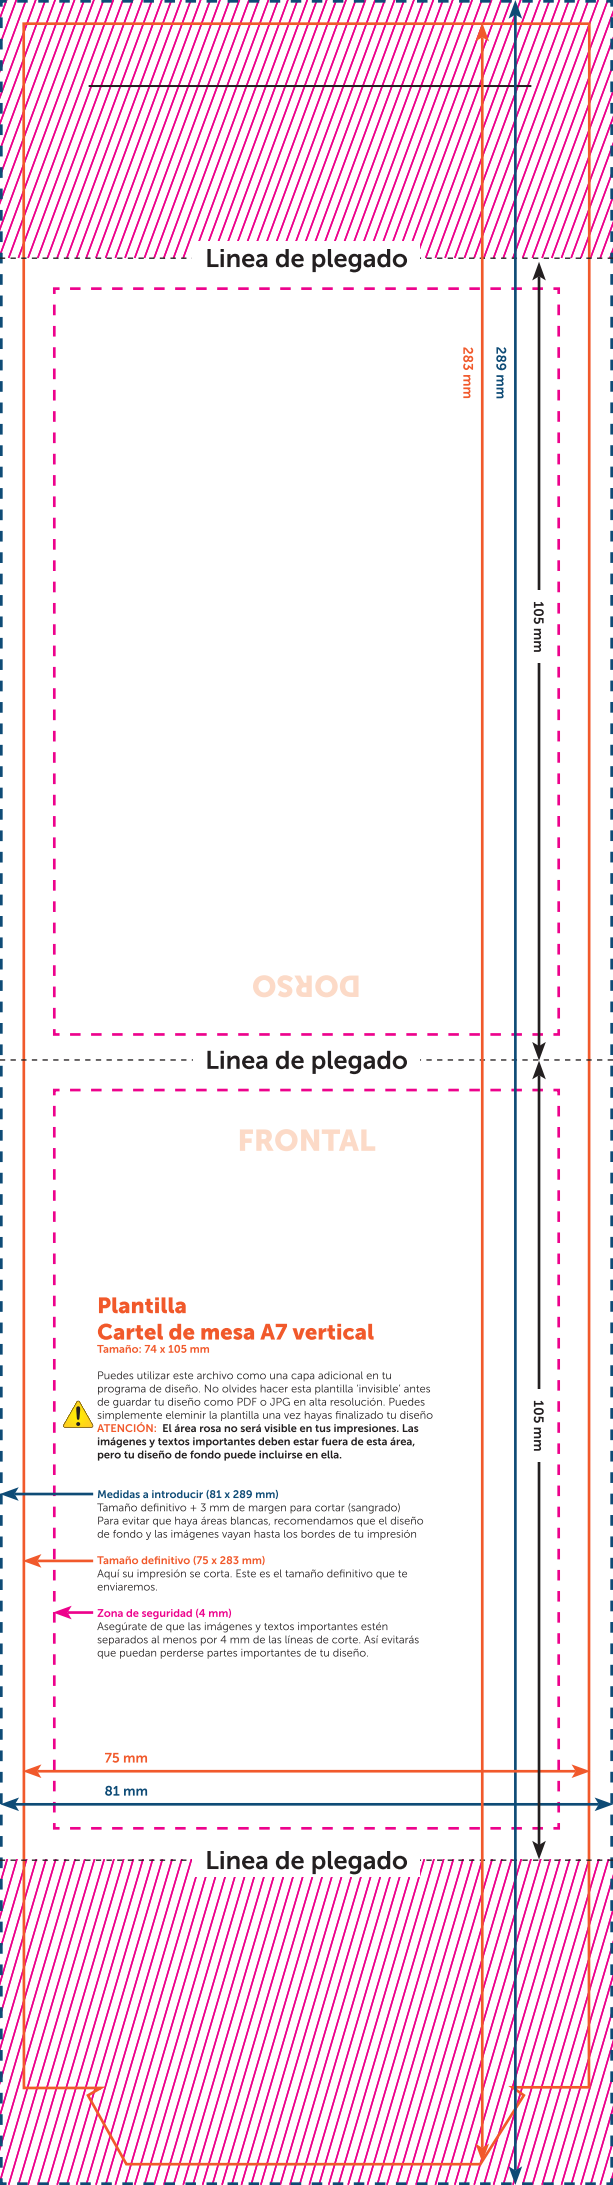 Linea de plegado
283 mm
289 mm
105 mm
DORSO
Linea de plegado
FRONTAL
Plantilla
Cartel de mesa A7 vertical
Tamaño: 74 x 105 mm
Puedes utilizar este archivo como una capa adicional en tu
programa de diseño. No olvides hacer esta plantilla 'invisible' antes
de guardar tu diseño como PDF o JPG en alta resolución. Puedes
simplemente eleminir la plantilla una vez hayas finalizado tu diseño
ATENCIÓN: El área rosa no será visible en tus impresiones. Las
imágenes y textos importantes deben estar fuera de esta área,
pero tu diseño de fondo puede incluirse en ella.
105 mm
Medidas a introducir (81 x 289 mm)
Tamaño definitivo + 3 mm de margen para cortar (sangrado)
Para evitar que haya áreas blancas, recomendamos que el diseño
de fondo y las imágenes vayan hasta los bordes de tu impresión
Tamaño definitivo (75 x 283 mm)
Aquí su impresión se corta. Este es el tamaño definitivo que te
enviaremos.
Zona de seguridad (4 mm)
Asegúrate de que las imágenes y textos importantes estén
separados al menos por 4 mm de las líneas de corte. Así evitarás
que puedan perderse partes importantes de tu diseño.
75 mm
81 mm
Linea de plegado